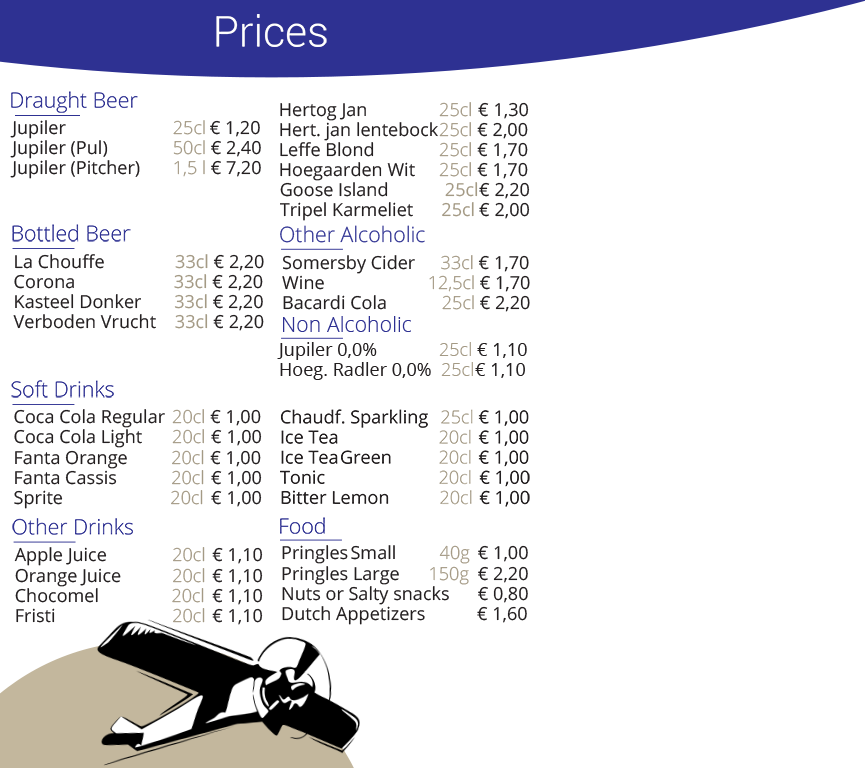 Prices
Draught Beer
Jupiler 25cl € 1,20
Jupiler (Pul) 50cl € 2,40
Jupiler (Pitcher) 1,5 l € 7,20
Hertog Jan 25cl € 1,30
Hert. jan lentebock 25cl € 2,00
Leffe Blond 25cl € 1,70
Hoegaarden Wit 25cl € 1,70
Goose Island 25cl € 2,20
Tripel Karmeliet 25cl € 2,00
Bottled Beer
La Chouffe 33cl € 2,20
Corona 33cl € 2,20
Kasteel Donker 33cl € 2,20
Verboden Vrucht 33cl € 2,20
Other Alcoholic
Somersby Cider 33cl € 1,70
Wine 12,5cl € 1,70
Bacardi Cola 25cl € 2,20
Non Alcoholic
Jupiler 0,0% 25cl € 1,10
Hoeg. Radler 0,0% 25cl € 1,10
Soft Drinks
Coca Cola Regular 20cl € 1,00
Coca Cola Light 20cl € 1,00
Fanta Orange 20cl € 1,00
Fanta Cassis 20cl € 1,00
Sprite 20cl € 1,00
Chaudf. Sparkling 25cl € 1,00
Ice Tea 20cl € 1,00
Ice Tea Green 20cl € 1,00
Tonic 20cl € 1,00
Bitter Lemon 20cl € 1,00
Other Drinks
Apple Juice 20cl € 1,10
Orange Juice 20cl € 1,10
Chocomel 20cl € 1,10
Fristi 20cl € 1,10
Food
Pringles Small 40g € 1,00
Pringles Large 150g € 2,20
Nuts or Salty snacks € 0,80
Dutch Appetizers € 1,60